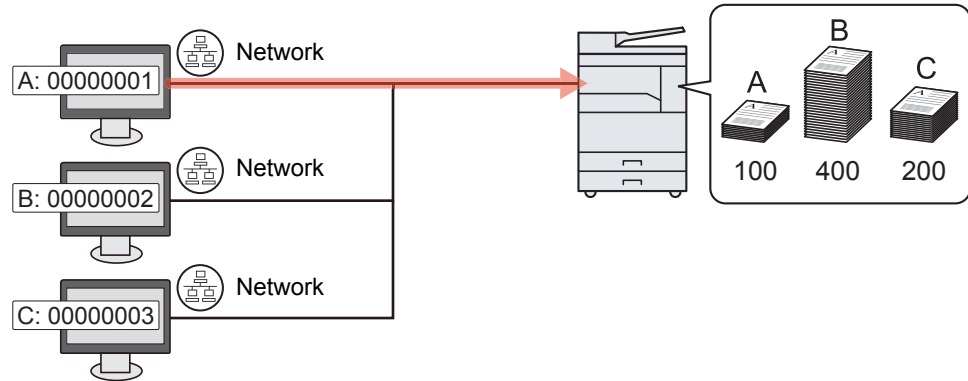 Network
A: 00000001
Network
B: 00000002
Network
C: 00000003
A B C
A A A
100 400 200